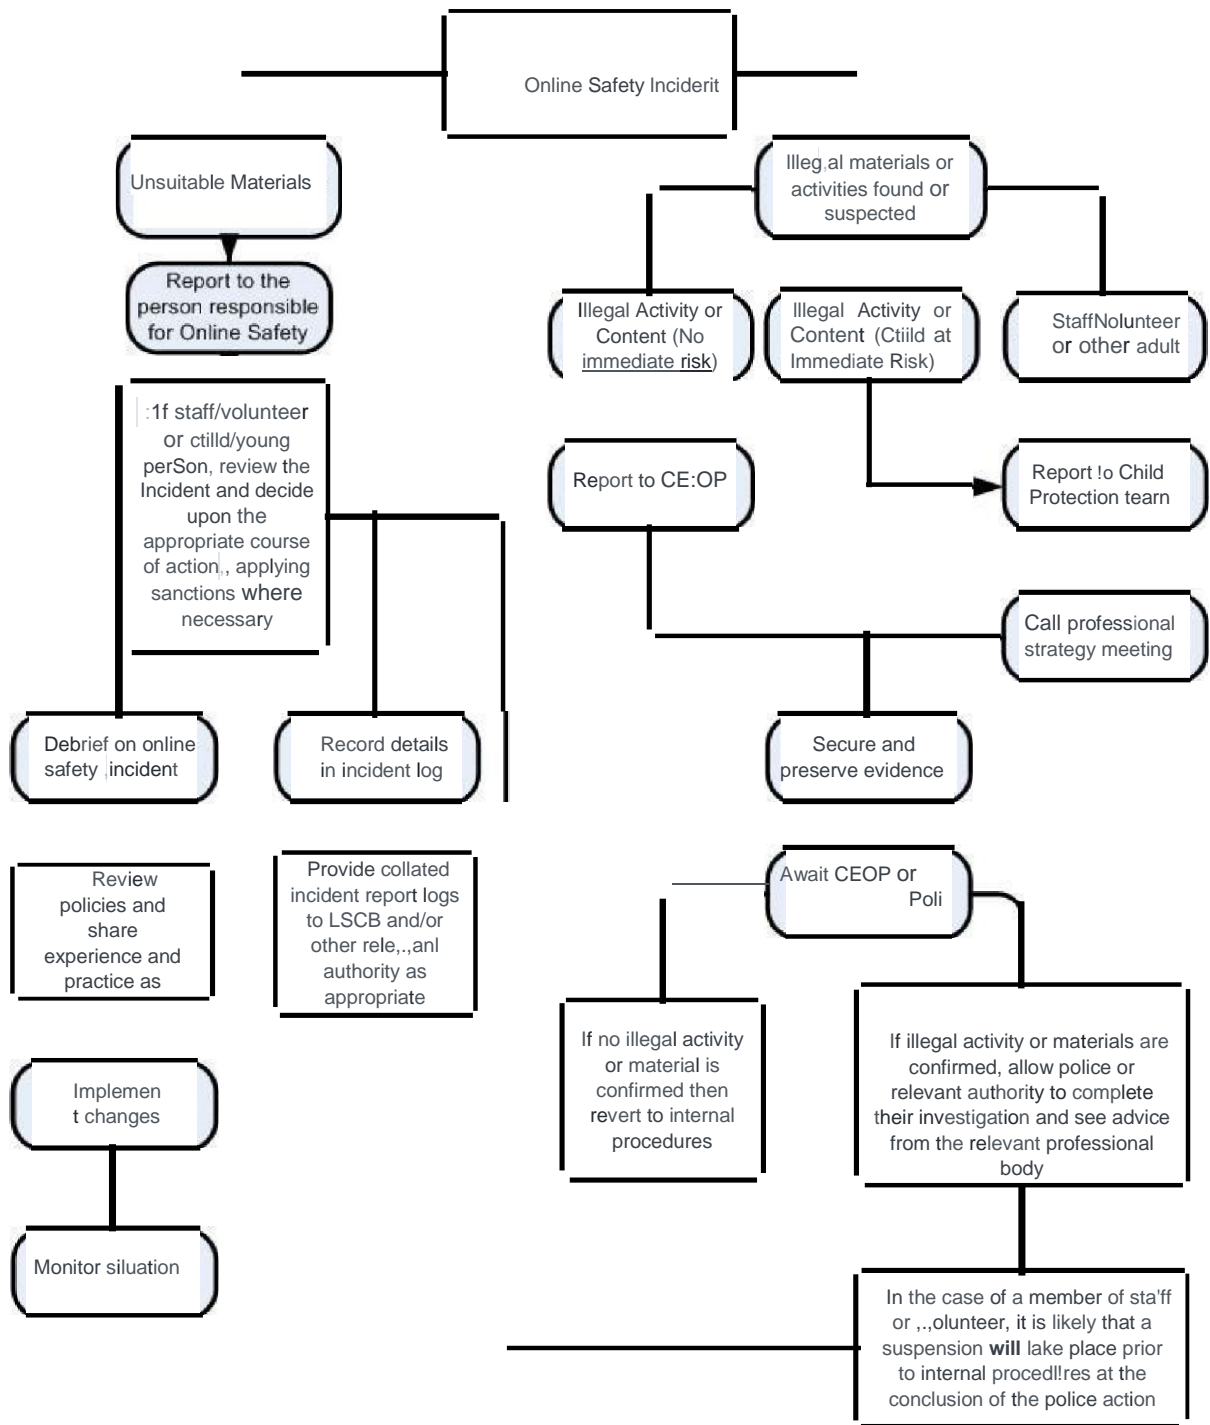 Online Safety Inciderit
Unsuitable Materials
Illeg,al materials or
activities found or
suspected
Report to the
person responsible
for Online Safety
Illegal Activity or
Content (No
immediate risk)
Illegal Activity or
Content (Ctiild at
Immediate Risk)
StaffNolunteer
or other adult
:1f staff/volunteer
or ctilld/young
perSon, review the
Incident and decide
upon the
appropriate course
of action,, applying
sanctions where
necessary
Report to CE:OP
Report !o Child
Protection tearn
Call professional
strategy meeting
Debrief on online
safety ,incident
Record details
in incident log
Secure and
preserve evidence
Review
policies and
share
experience and
practice as
Provide collated
incident report logs
to LSCB and/or
other rele,.,anl
authority as
appropriate
Await CEOP or
Poli
If no illegal activity
or material is
confirmed then
revert to internal
procedures
If illegal activity or materials are
confirmed, allow police or
relevant authority to complete
their investigation and see advice
from the relevant professional
body
Implemen
t changes
Monitor siluation
In the case of a member of sta'ff
or ,.,olunteer, it is likely that a
suspension will lake place prior
to internal procedl!res at the
conclusion of the police action